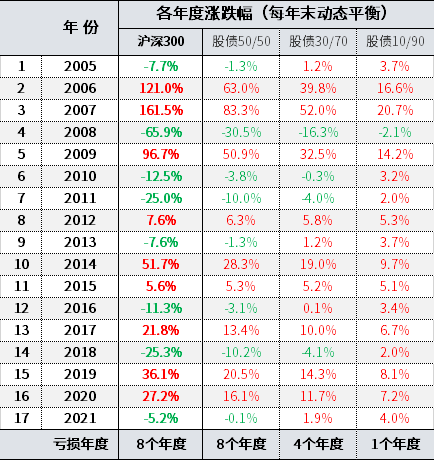 年 份 各年度涨跌幅（每年末动态平衡）
沪深300 股债50/50 股债30/70 股债10/90
1 2005 -7.7% -1.3% 1.2% 3.7%
2 2006 121.0% 63.0% 39.8% 16.6%
3 2007 161.5% 83.3% 52.0% 20.7%
4 2008 -65.9% -30.5% -16.3% -2.1%
5 2009 96.7% 50.9% 32.5% 14.2%
6 2010 -12.5% -3.8% -0.3% 3.2%
7 2011 -25.0% -10.0% -4.0% 2.0%
8 2012 7.6% 6.3% 5.8% 5.3%
9 2013 -7.6% -1.3% 1.2% 3.7%
10 2014 51.7% 28.3% 19.0% 9.7%
11 2015 5.6% 5.3% 5.2% 5.1%
12 2016 -11.3% -3.1% 0.1% 3.4%
13 2017 21.8% 13.4% 10.0% 6.7%
14 2018 -25.3% -10.2% -4.1% 2.0%
15 2019 36.1% 20.5% 14.3% 8.1%
16 2020 27.2% 16.1% 11.7% 7.2%
17 2021 -5.2% -0.1% 1.9% 4.0%
亏损年度 8个年度 8个年度 4个年度 1个年度